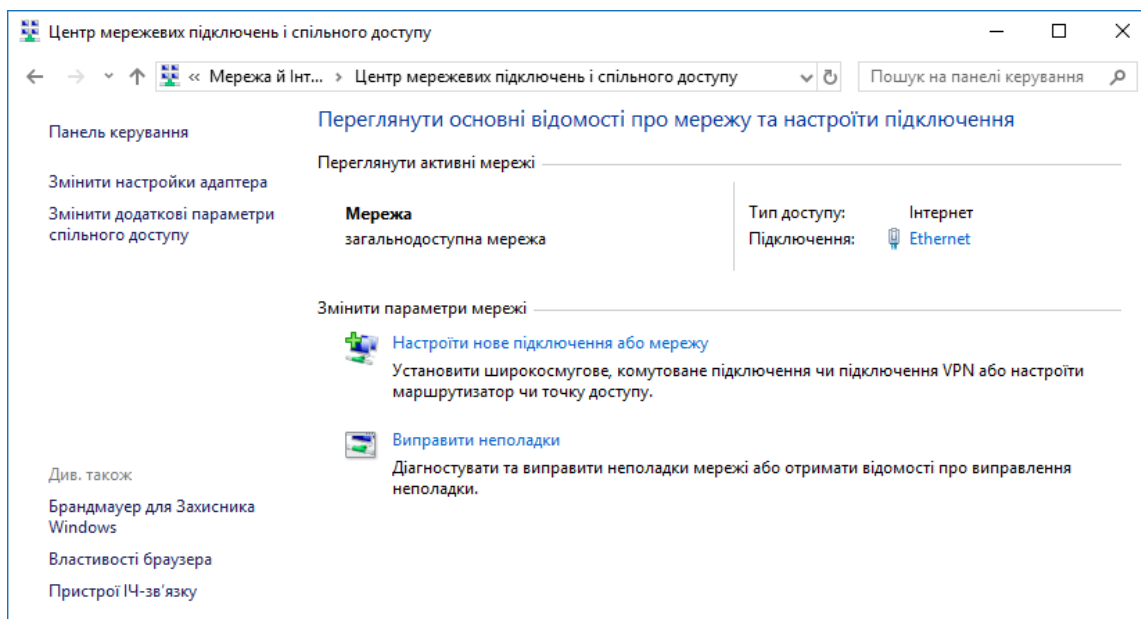 Центр мережевих підключень і спільного доступу
« Мережа й Інт... › Центр мережевих підключень і спільного доступу
Пошук на панелі керування
Панель керування
Змінити настройки адаптера
Змінити додаткові параметри
спільного доступу
Переглянути основні відомості про мережу та настроїти підключення
Переглянути активні мережі
Мережа
загальнодоступна мережа
Тип доступу: Інтернет
Підключення: Ethernet
Змінити параметри мережі
Настроїти нове підключення або мережу
Установити широкосмугове, комутоване підключення чи підключення VPN або настроїти
маршрутизатор чи точку доступу.
Виправити неполадки
Діагностувати та виправити неполадки мережі або отримати відомості про виправлення
неполадки.
Див. також
Брандмауер для Захисника
Windows
Властивості браузера
Пристрої ІЧ-зв'язку